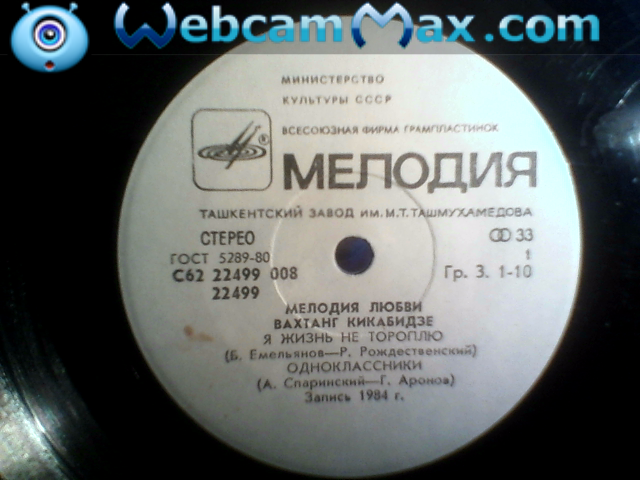 WebcamMax.com
МИНИСТЕРСТВО
КУЛЬТУРЫ СССР
ВСЕСОЮЗНАЯ ФИРМА ГРАМПЛАСТИНОК
МЕЛОДИЯ
ТАШКЕНТСКИЙ ЗАВОД ИМ. М.Т. ТАШМУХАМЕДОВА
СТЕРЕО 33
ГОСТ 5289-80 1
С62 22499 008 Гр. 3. 1-10
22499
МЕЛОДИЯ ЛЮБВИ
ВАХТАНГ КИКАБИДЗЕ
Я ЖИЗНЬ НЕ ТОРОПЛЮ
(Б. Емельянов—Р. Рождественский)
ОДНОКЛАССНИКИ
(А. Спаринский—Г. Аронов)
Запись 1984 г.